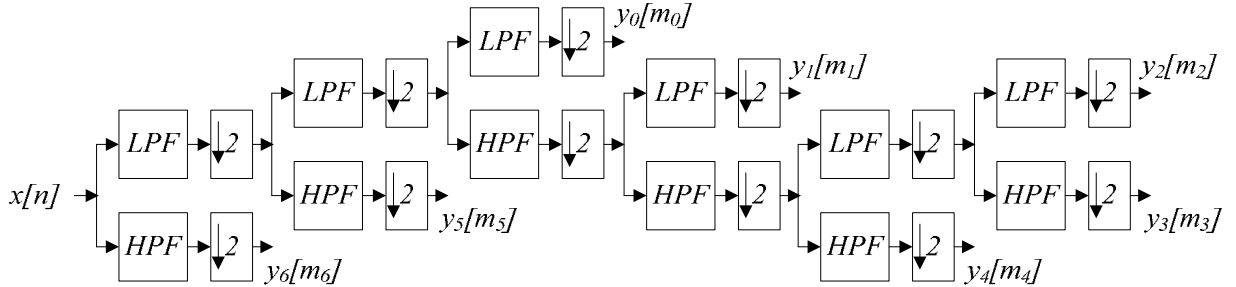 LPF ↓2 y0[m0]
LPF ↓2 LPF ↓2 y1[m1] LPF ↓2 y2[m2]
LPF ↓2 HPF ↓2 LPF ↓2
x[n] HPF ↓2 y5[m5] HPF ↓2 HPF ↓2 y3[m3]
HPF ↓2 y6[m6] HPF ↓2 y4[m4]